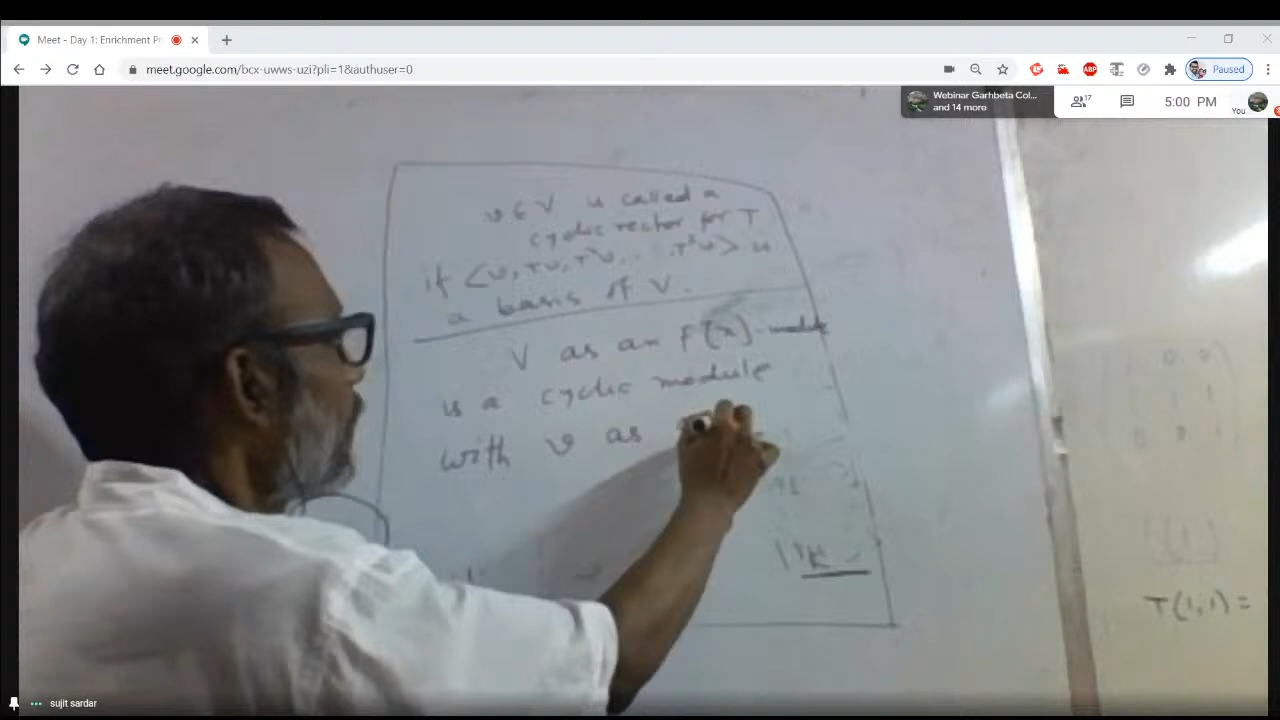 Meet - Day 1: Enrichment Pr
meet.google.com/bcx-uwws-uzi?pli=1&authuser=0
ABP
Paused
Webinar Garhbeta Col...
and 14 more
17
5:00 PM
You
v ∈ V is called a
cyclic vector for T
if <v, Tv, T²v, ... > is
a basis of V.
V as an F[x]-module
is a cyclic module
with v as
T(1,1) =
sujit sardar